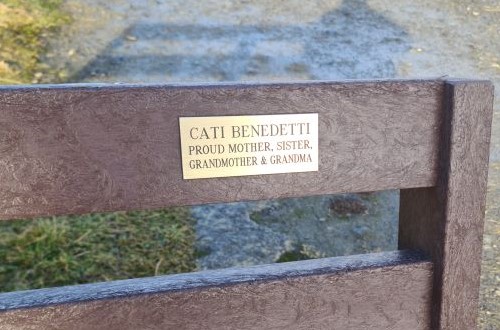 CATI BENEDETTI
PROUD MOTHER, SISTER,
GRANDMOTHER & GRANDMA